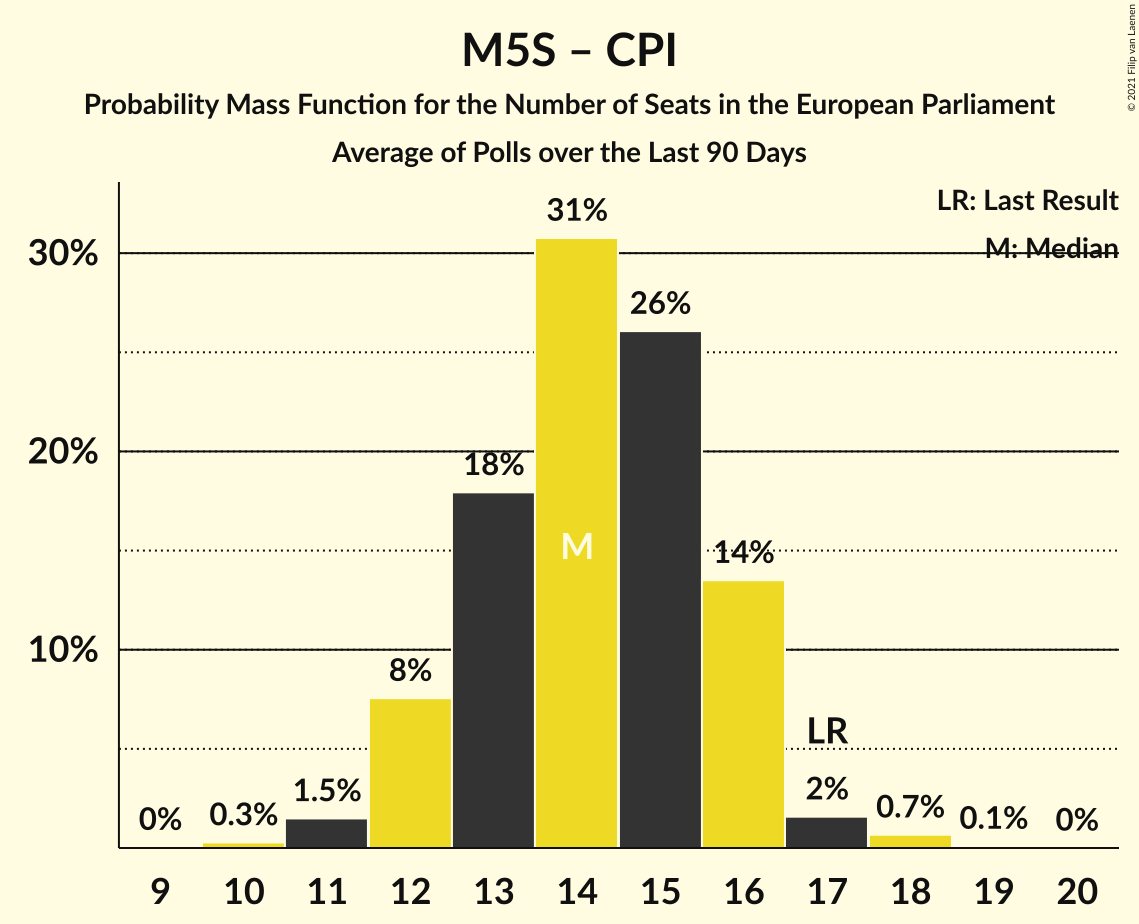 M5S – CPI
Probability Mass Function for the Number of Seats in the European Parliament
Average of Polls over the Last 90 Days
© 2021 Filip van Laenen
LR: Last Result
M: Median
30%
20%
10%
0%
0.3%
1.5%
8%
18%
31%
M
26%
14%
LR
2%
0.7%
0.1%
0%
9 10 11 12 13 14 15 16 17 18 19 20